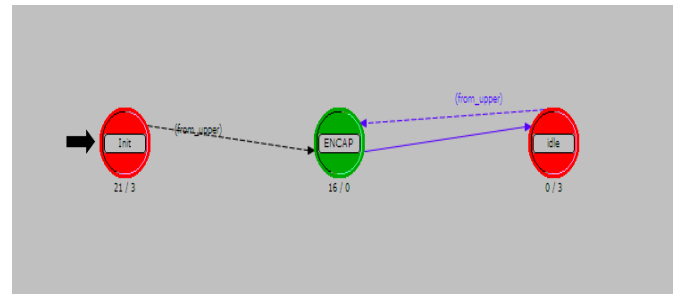 (from_upper)
(from_upper)
Init
ENCAP
idle
21 / 3
16 / 0
0 / 3